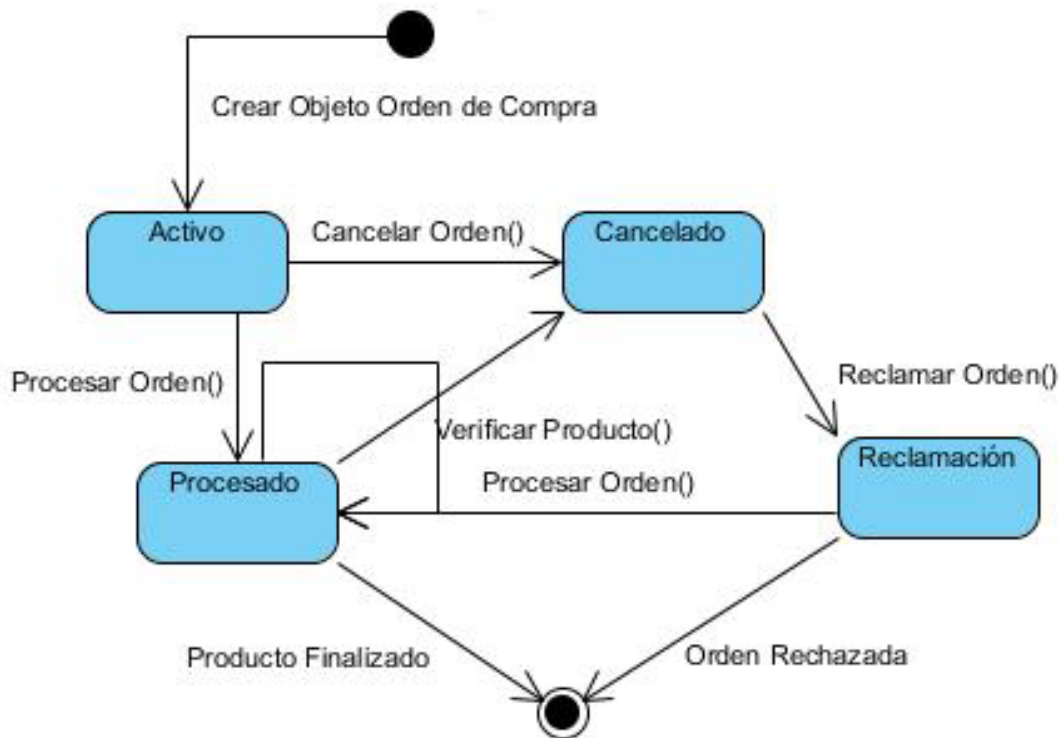 Crear Objeto Orden de Compra
Activo
Cancelar Orden()
Cancelado
Procesar Orden()
Reclamar Orden()
Verificar Producto()
Procesado
Procesar Orden()
Reclamación
Producto Finalizado
Orden Rechazada